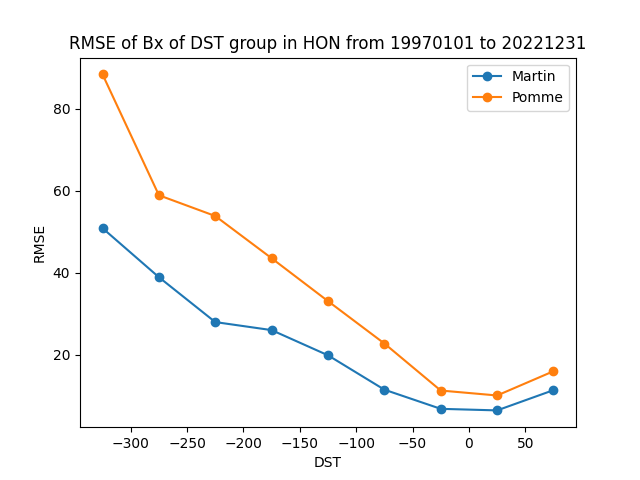 RMSE of Bx of DST group in HON from 19970101 to 20221231
Martin
Pomme
RMSE
80
60
40
20
−300
−250
−200
−150
−100
−50
0
50
DST